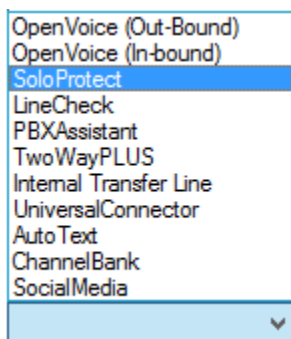 OpenVoice (Out-Bound)
OpenVoice (In-bound)
SoloProtect
LineCheck
PBXAssistant
TwoWayPLUS
Internal Transfer Line
UniversalConnector
AutoText
ChannelBank
SocialMedia